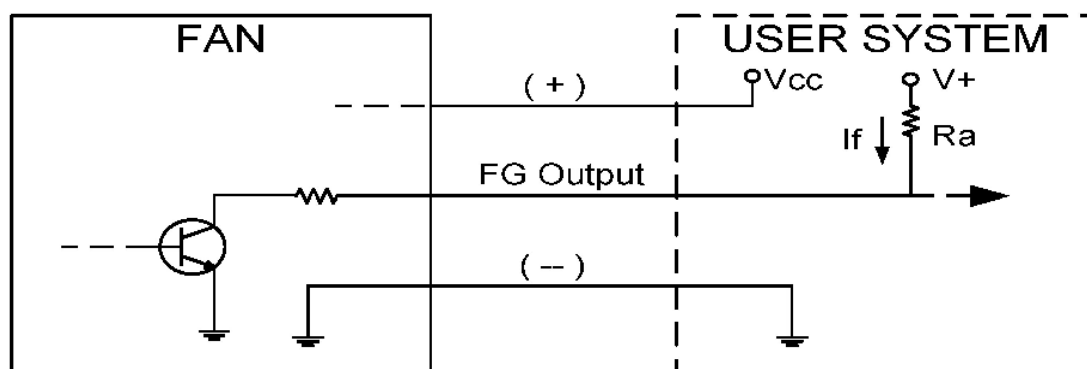 FAN
USER SYSTEM
( + )
Vcc
V+
If
Ra
FG Output
( -- )